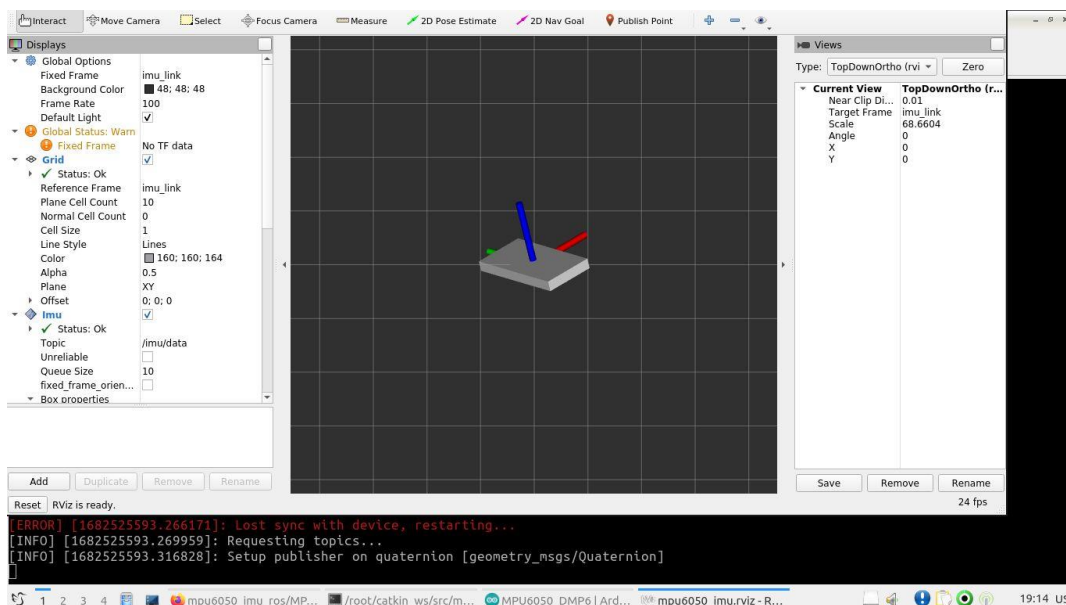 Interact Move Camera Select Focus Camera Measure 2D Pose Estimate 2D Nav Goal Publish Point
Displays
Global Options
Fixed Frame imu_link
Background Color 48; 48; 48
Frame Rate 100
Default Light
Global Status: Warn
Fixed Frame No TF data
Grid
Status: Ok
Reference Frame imu_link
Plane Cell Count 10
Normal Cell Count 0
Cell Size 1
Line Style Lines
Color 160; 160; 164
Alpha 0.5
Plane XY
Offset 0; 0; 0
Imu
Status: Ok
Topic /imu/data
Unreliable
Queue Size 10
fixed_frame_orien...
Box properties
Add Duplicate Remove Rename
Reset RViz is ready.
Views
Type: TopDownOrtho (rvi Zero
Current View TopDownOrtho (r...
Near Clip Di... 0.01
Target Frame imu_link
Scale 68.6604
Angle 0
X 0
Y 0
Save Remove Rename
24 fps
[ERROR] [1682525593.266171]: Lost sync with device, restarting...
[INFO] [1682525593.269959]: Requesting topics...
[INFO] [1682525593.316828]: Setup publisher on quaternion [geometry_msgs/Quaternion]
1 2 3 4 mpu6050_imu_ros/MP... /root/catkin_ws/src/m... MPU6050_DMP6 | Ard... mpu6050_imu.rviz - R... 19:14 US